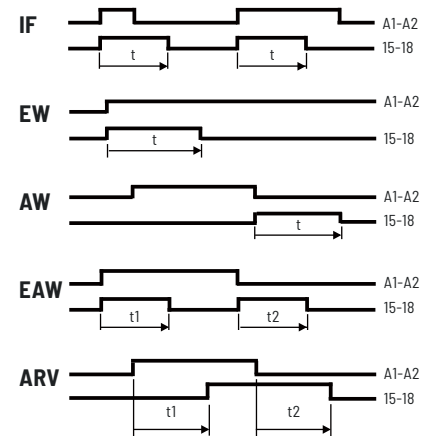 IF A1-A2
t t 15-18
EW A1-A2
t 15-18
AW A1-A2
t 15-18
EAW A1-A2
t1 t2 15-18
ARV A1-A2
15-18
t1 t2